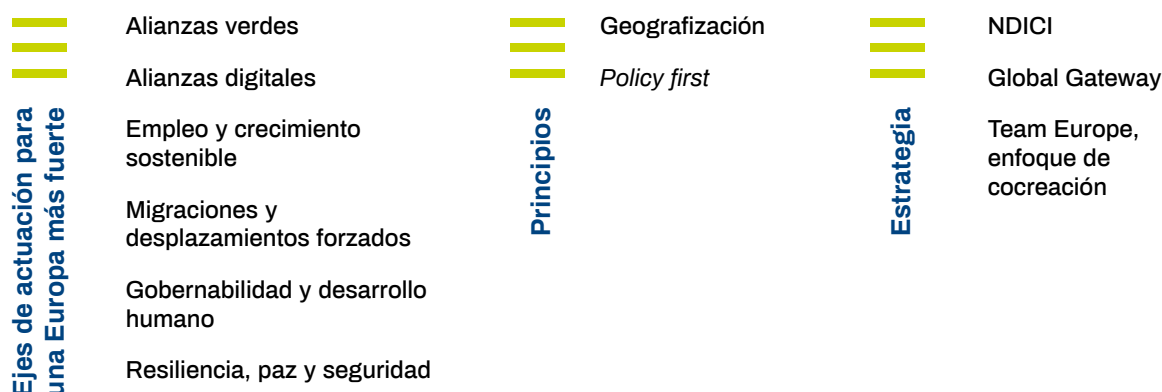 Ejes de actuación para
una Europa más fuerte
Alianzas verdes
Alianzas digitales
Empleo y crecimiento
sostenible
Migraciones y
desplazamientos forzados
Gobernabilidad y desarrollo
humano
Resiliencia, paz y seguridad
Principios
Geografización
Policy first
Estrategia
NDICI
Global Gateway
Team Europe,
enfoque de
cocreación